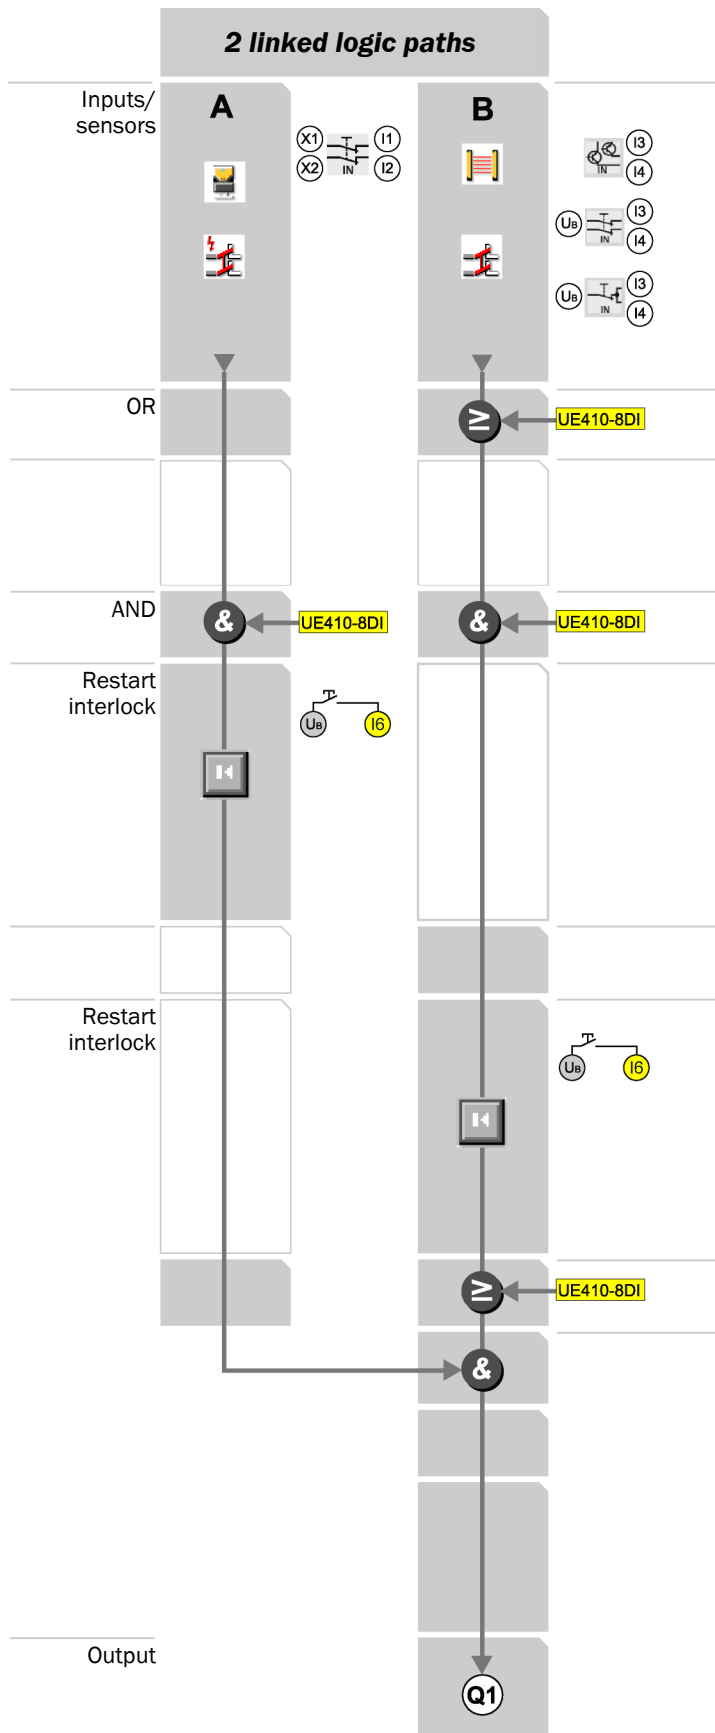 2 linked logic paths
Inputs/
sensors
A
X1
X2
IN
I1
I2
B
IN
I3
I4
UB
IN
I3
I4
UB
IN
I3
I4
OR
≥
UE410-8DI
AND
&
UE410-8DI
&
UE410-8DI
Restart
interlock
UB
I6
Restart
interlock
UB
I6
≥
UE410-8DI
&
Output
Q1